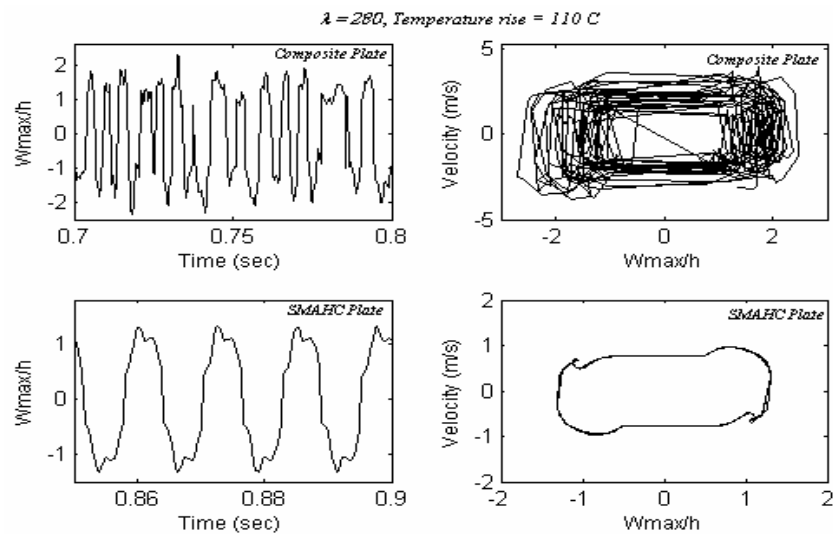 λ = 280, Temperature rise = 110 C
Composite Plate
Wmax/h
2
1
0
-1
-2
0.7
0.75
0.8
Time (sec)
Composite Plate
Velocity (m/s)
5
0
-5
-2
0
2
Wmax/h
SMAHC Plate
Wmax/h
1
0
-1
0.86
0.88
0.9
Time (sec)
SMAHC Plate
Velocity (m/s)
2
1
0
-1
-2
-2
-1
0
1
2
Wmax/h